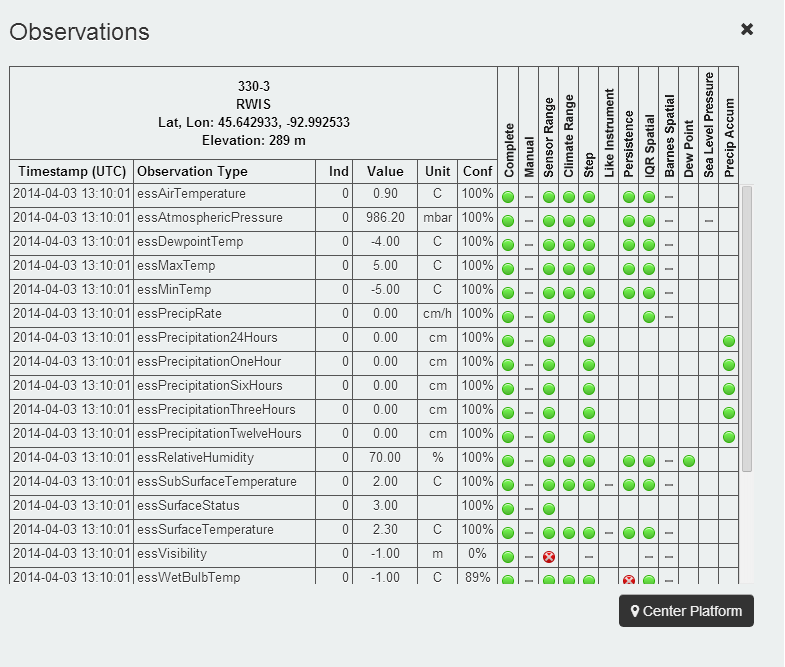 Observations
330-3
RWIS
Lat, Lon: 45.642933, -92.992533
Elevation: 289 m
Timestamp (UTC) Observation Type Ind Value Unit Conf Complete Manual Sensor Range Climate Range Step Like Instrument Persistence IQR Spatial Barnes Spatial Dew Point Sea Level Pressure Precip Accum
2014-04-03 13:10:01 essAirTemperature 0 0.90 C 100% -- --
2014-04-03 13:10:01 essAtmosphericPressure 0 986.20 mbar 100% -- -- --
2014-04-03 13:10:01 essDewpointTemp 0 -4.00 C 100% -- --
2014-04-03 13:10:01 essMaxTemp 0 5.00 C 100% -- --
2014-04-03 13:10:01 essMinTemp 0 -5.00 C 100% -- --
2014-04-03 13:10:01 essPrecipRate 0 0.00 cm/h 100% -- --
2014-04-03 13:10:01 essPrecipitation24Hours 0 0.00 cm 100% --
2014-04-03 13:10:01 essPrecipitationOneHour 0 0.00 cm 100% --
2014-04-03 13:10:01 essPrecipitationSixHours 0 0.00 cm 100% --
2014-04-03 13:10:01 essPrecipitationThreeHours 0 0.00 cm 100% --
2014-04-03 13:10:01 essPrecipitationTwelveHours 0 0.00 cm 100% --
2014-04-03 13:10:01 essRelativeHumidity 0 70.00 % 100% -- --
2014-04-03 13:10:01 essSubSurfaceTemperature 0 2.00 C 100% -- -- --
2014-04-03 13:10:01 essSurfaceStatus 0 3.00 100% --
2014-04-03 13:10:01 essSurfaceTemperature 0 2.30 C 100% -- -- --
2014-04-03 13:10:01 essVisibility 0 -1.00 m 0% -- -- -- --
2014-04-03 13:10:01 essWetBulbTemp 0 -1.00 C 89% -- --
Center Platform